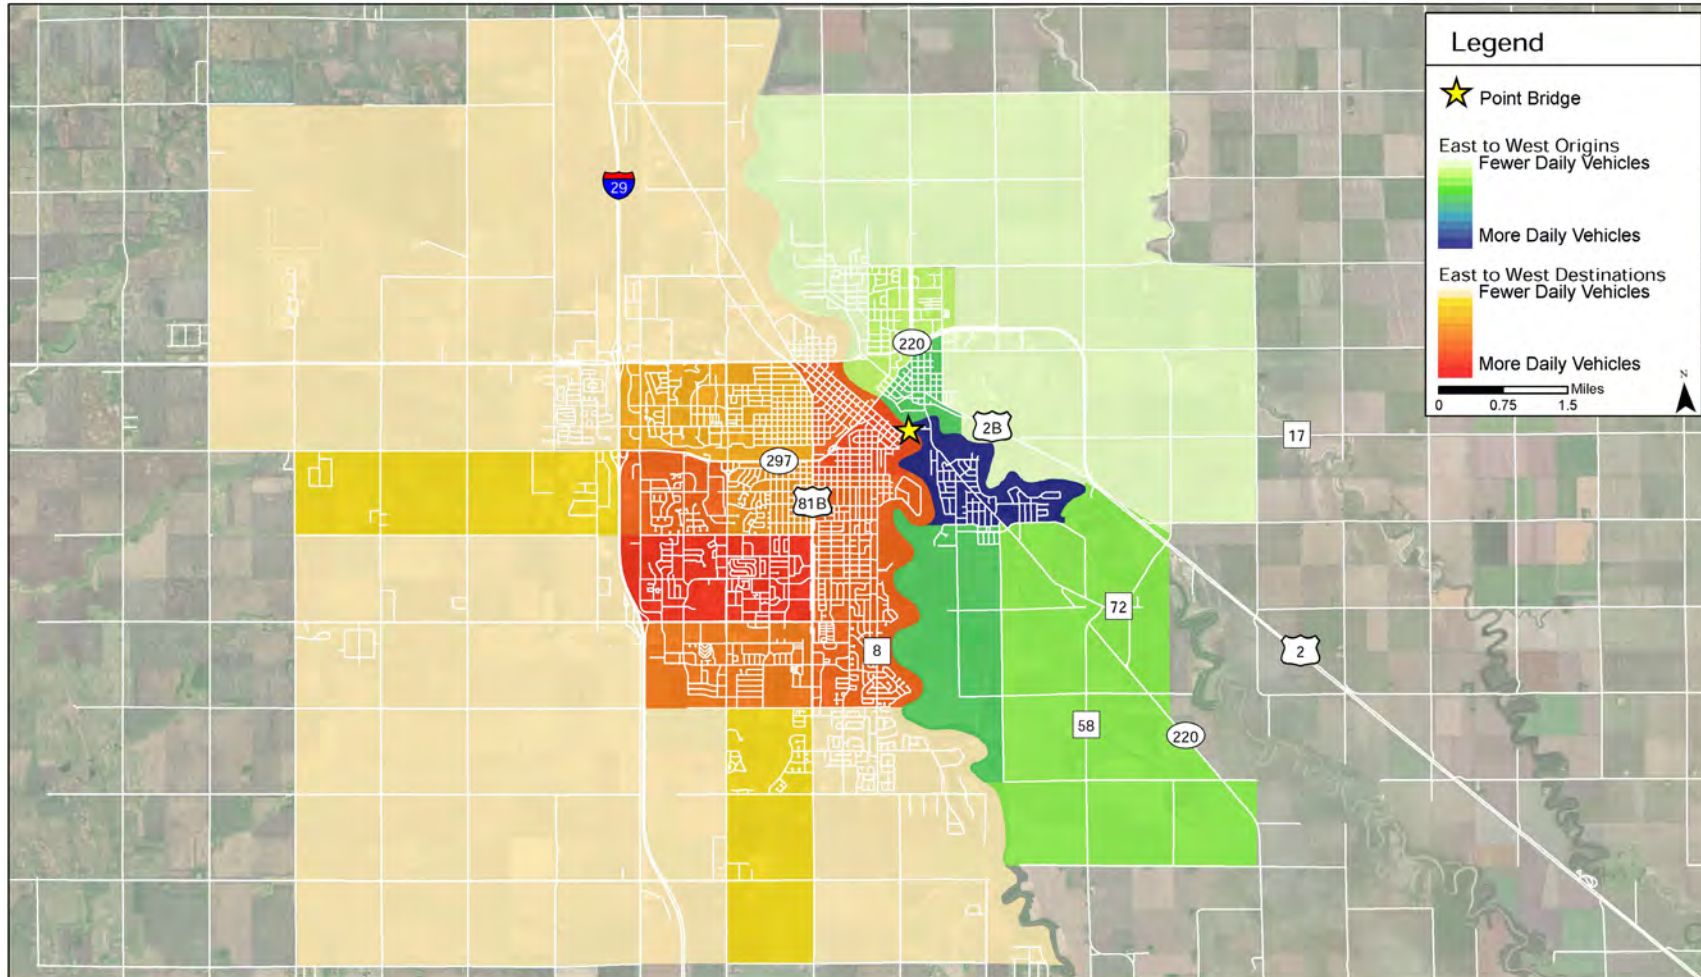 Legend
Point Bridge
East to West Origins
Fewer Daily Vehicles
More Daily Vehicles
East to West Destinations
Fewer Daily Vehicles
More Daily Vehicles
Miles
0 0.75 1.5
N
29
220
2B
17
297
81B
72
8
2
58
220